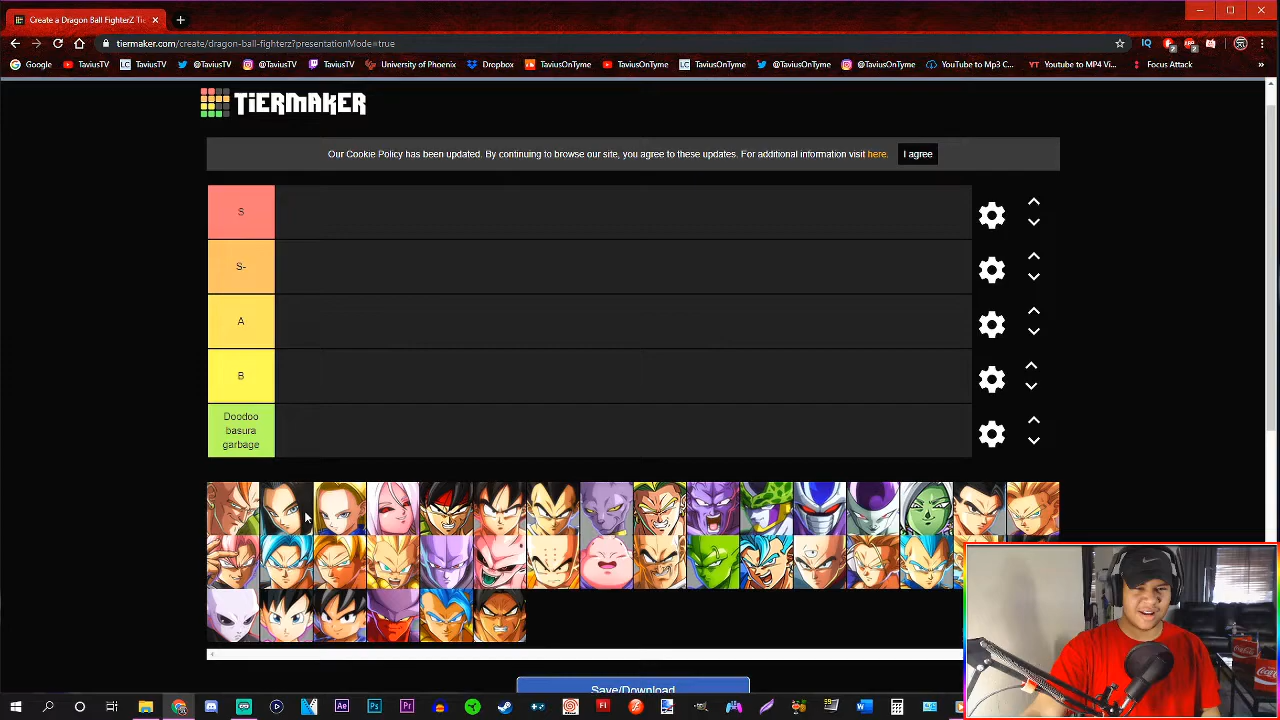 Create a Dragon Ball FighterZ Tie
tiermaker.com/create/dragon-ball-fighterz?presentationMode=true
Google TaviusTV TaviusTV @TaviusTV @TaviusTV TaviusTV University of Phoenix Dropbox TaviusOnTyme TaviusOnTyme TaviusOnTyme @TaviusOnTyme @TaviusOnTyme YouTube to Mp3 C... YT Youtube to MP4 Vi... Focus Attack
TiERMAKER
Our Cookie Policy has been updated. By continuing to browse our site, you agree to these updates. For additional information visit here. I agree
S
S-
A
B
Doodoo
basura
garbage
Save/Download